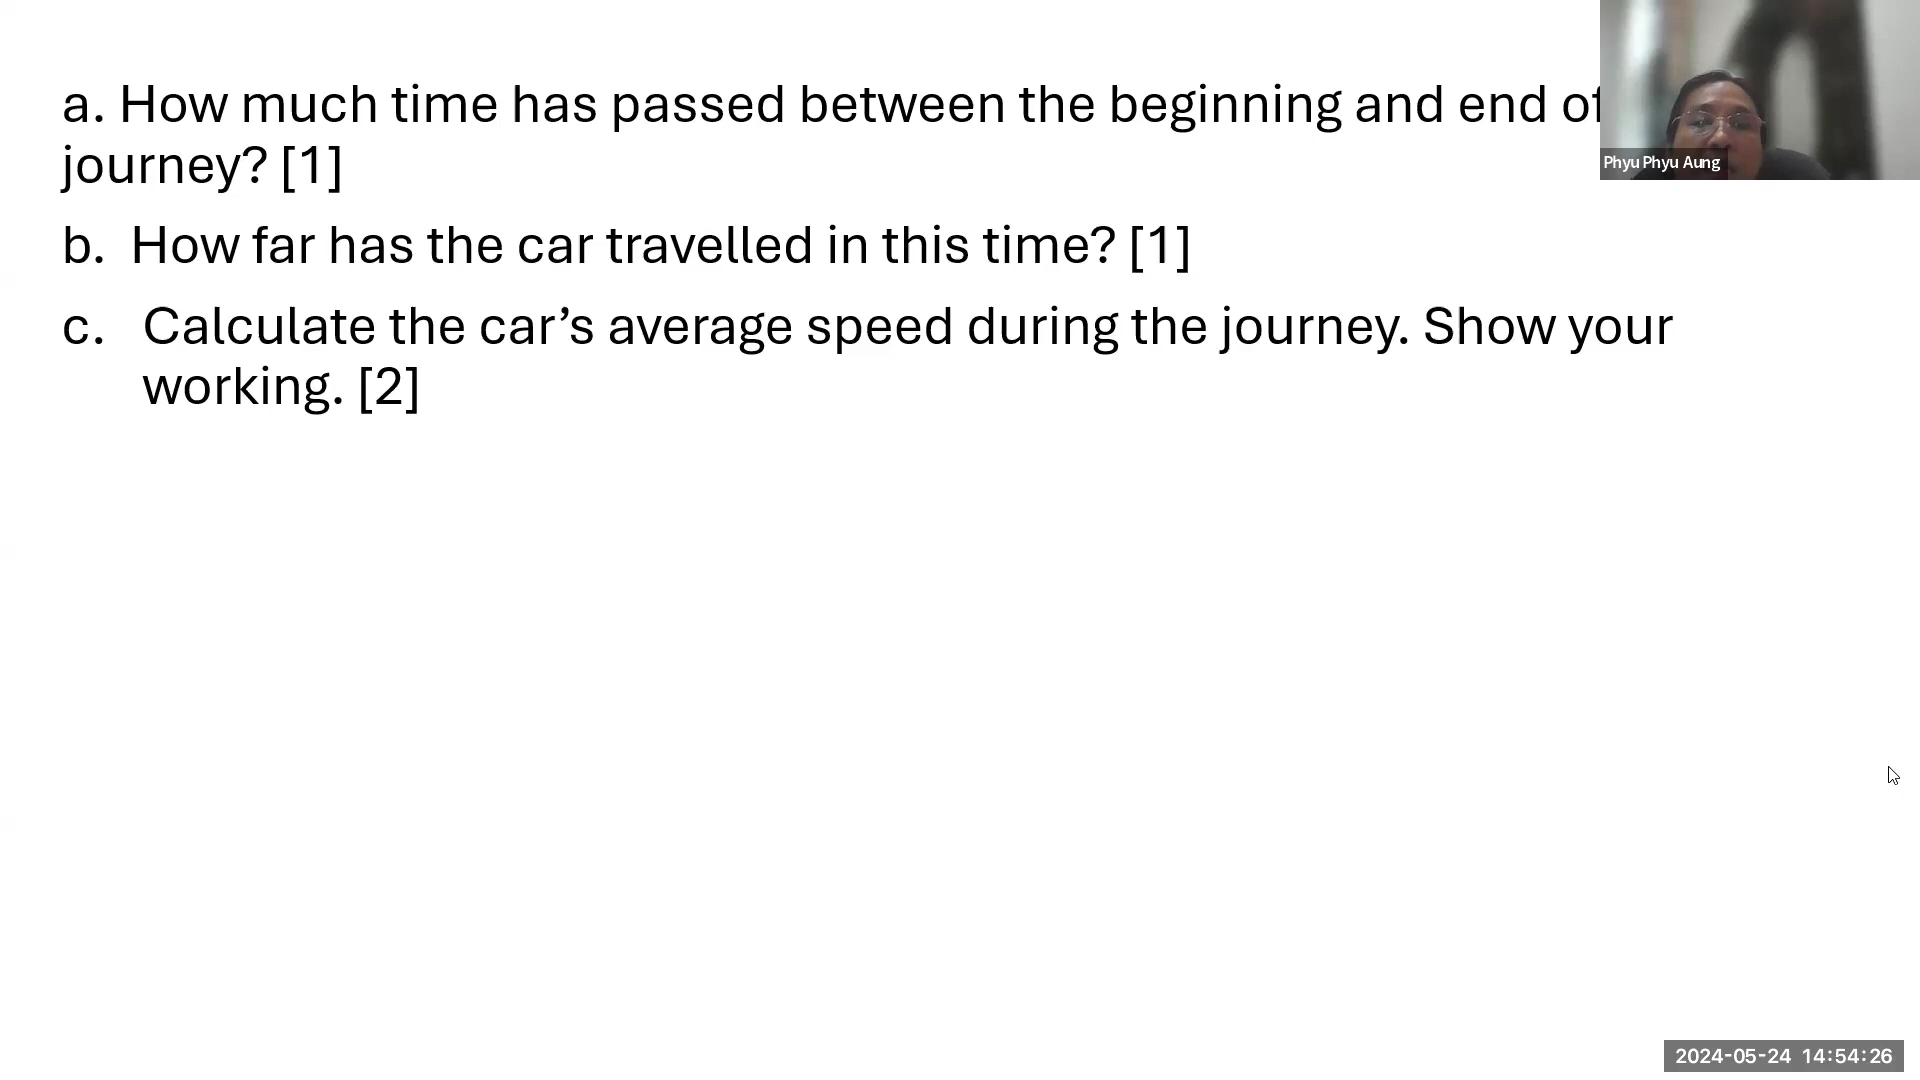 a. How much time has passed between the beginning and end of
journey? [1]
b. How far has the car travelled in this time? [1]
c. Calculate the car’s average speed during the journey. Show your
working. [2]
Phyu Phyu Aung
2024-05-24 14:54:26